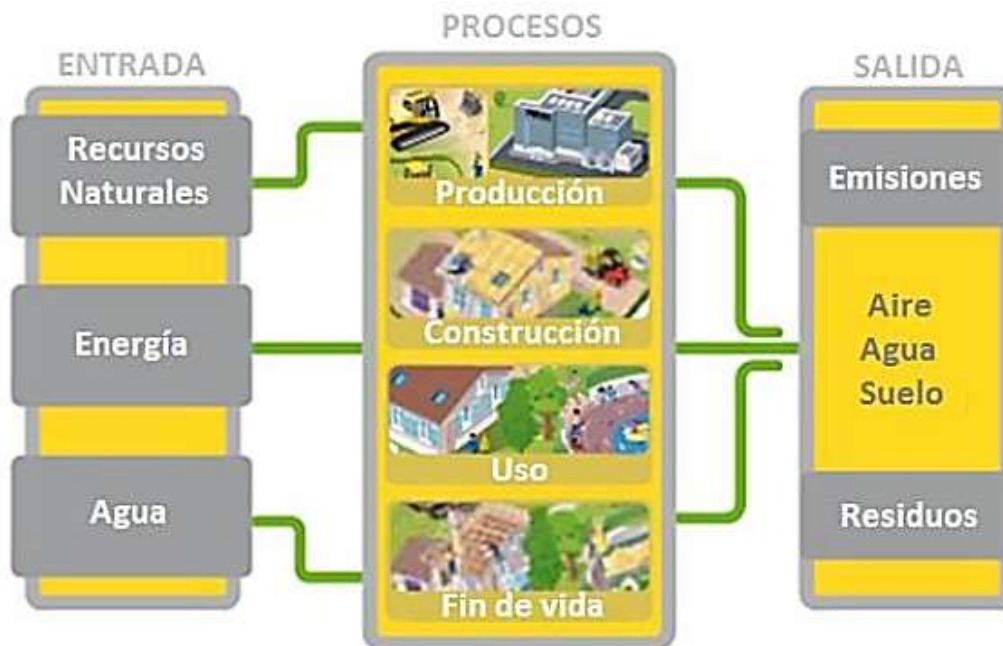 ENTRADA
Recursos
Naturales
Energía
Agua
PROCESOS
Producción
Construcción
Uso
Fin de vida
SALIDA
Emisiones
Aire
Agua
Suelo
Residuos